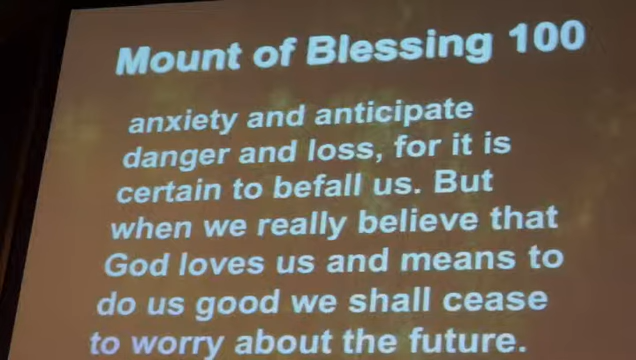 Mount of Blessing 100
anxiety and anticipate
danger and loss, for it is
certain to befall us. But
when we really believe that
God loves us and means to
do us good we shall cease
to worry about the future.